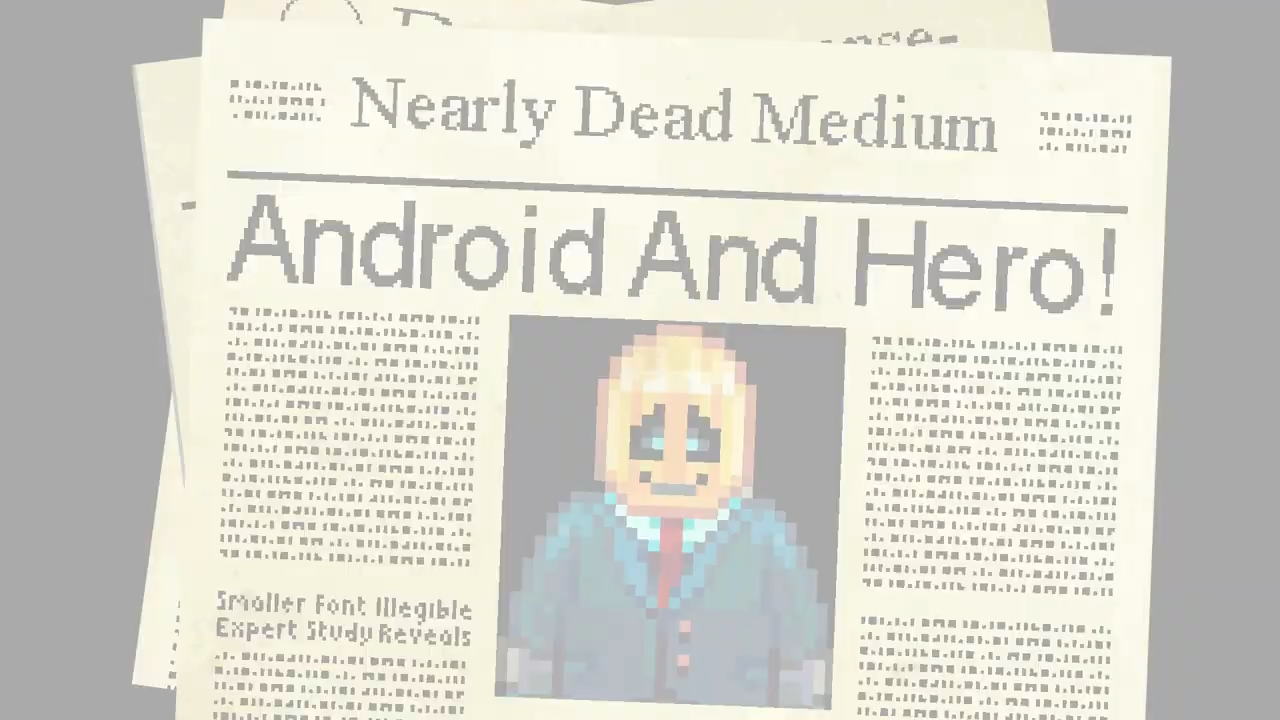 Nearly Dead Medium
Android And Hero!
Smaller Font Illegible
Expert Study Reveals